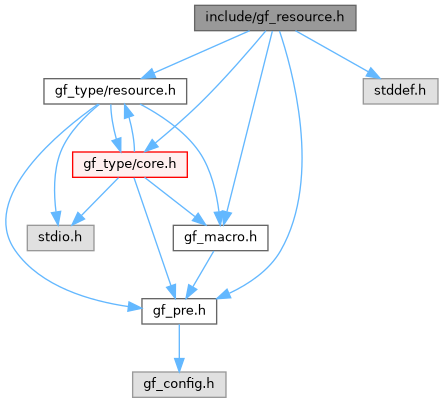 include/gf_resource.h
gf_type/resource.h
stddef.h
gf_type/core.h
stdio.h
gf_macro.h
gf_pre.h
gf_config.h